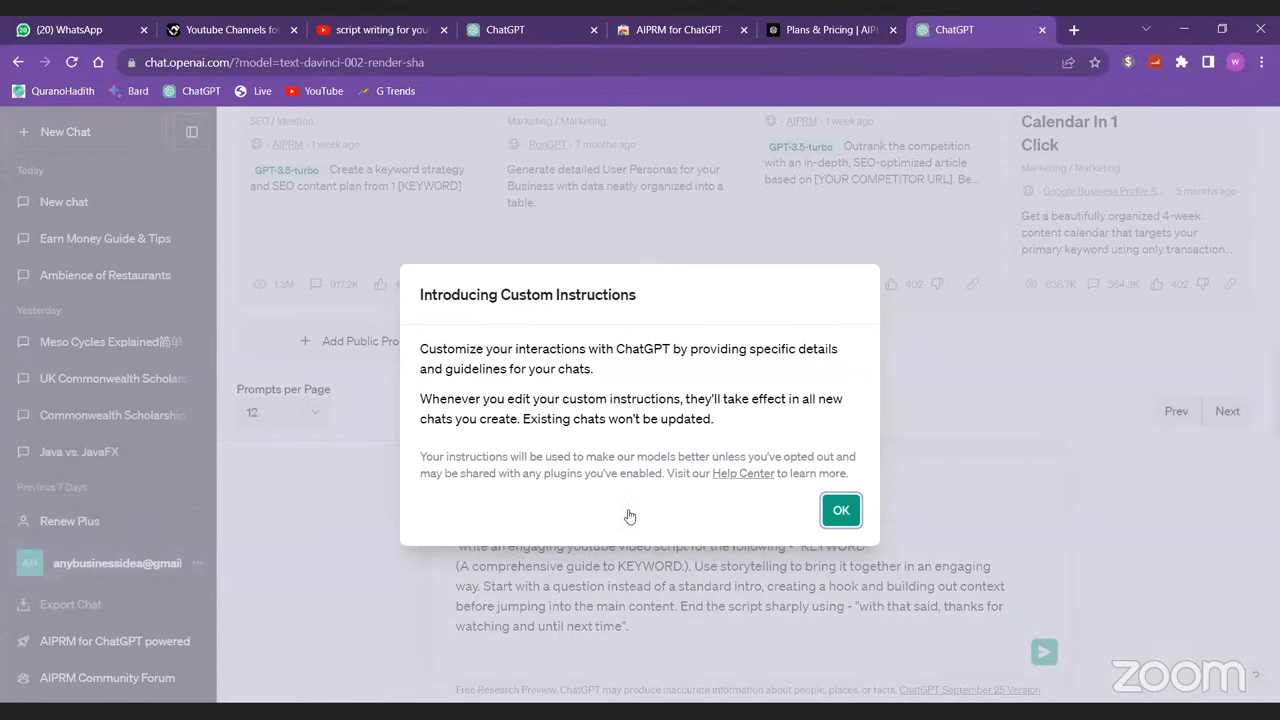 (20) WhatsApp
Youtube Channels for
script writing for you
ChatGPT
AIPRM for ChatGPT -
Plans & Pricing | AIP
ChatGPT
chat.openai.com/?model=text-davinci-002-render-sha
QuranoHadith
Bard
ChatGPT
Live
YouTube
G Trends
New Chat
Today
New chat
Earn Money Guide & Tips
Ambience of Restaurants
Yesterday
Meso Cycles Explained简单
UK Commonwealth Scholars
Commonwealth Scholarship
Java vs. JavaFX
Previous 7 Days
Renew Plus
anybusinessidea@gmail
Export Chat
AIPRM for ChatGPT powered
AIPRM Community Forum
SEO / Ideation
AIPRM · 1 week ago
GPT-3.5-turbo Create a keyword strategy
and SEO content plan from 1 [KEYWORD]
1.3M 917.2K 4
Marketing / Marketing
RonGPT · 7 months ago
Generate detailed User Personas for your
Business with data neatly organized into a
table.
AIPRM · 1 week ago
GPT-3.5-turbo Outrank the competition
with an in-depth, SEO-optimized article
based on [YOUR COMPETITOR URL]. Be...
402
Calendar In 1
Click
Marketing / Marketing
Google Business Profile S... · 5 months ago
Get a beautifully organized 4-week
content calendar that targets your
primary keyword using only transaction...
638.7K 364.3K 402
Add Public Pro
Prompts per Page
12
Prev
Next
Introducing Custom Instructions
Customize your interactions with ChatGPT by providing specific details
and guidelines for your chats.
Whenever you edit your custom instructions, they'll take effect in all new
chats you create. Existing chats won't be updated.
Your instructions will be used to make our models better unless you've opted out and
may be shared with any plugins you've enabled. Visit our Help Center to learn more.
OK
write an engaging youtube video script for the following - "KEYWORD"
(A comprehensive guide to KEYWORD.). Use storytelling to bring it together in an engaging
way. Start with a question instead of a standard intro, creating a hook and building out context
before jumping into the main content. End the script sharply using - "with that said, thanks for
watching and until next time".
Free Research Preview. ChatGPT may produce inaccurate information about people, places, or facts. ChatGPT September 25 Version
zoom